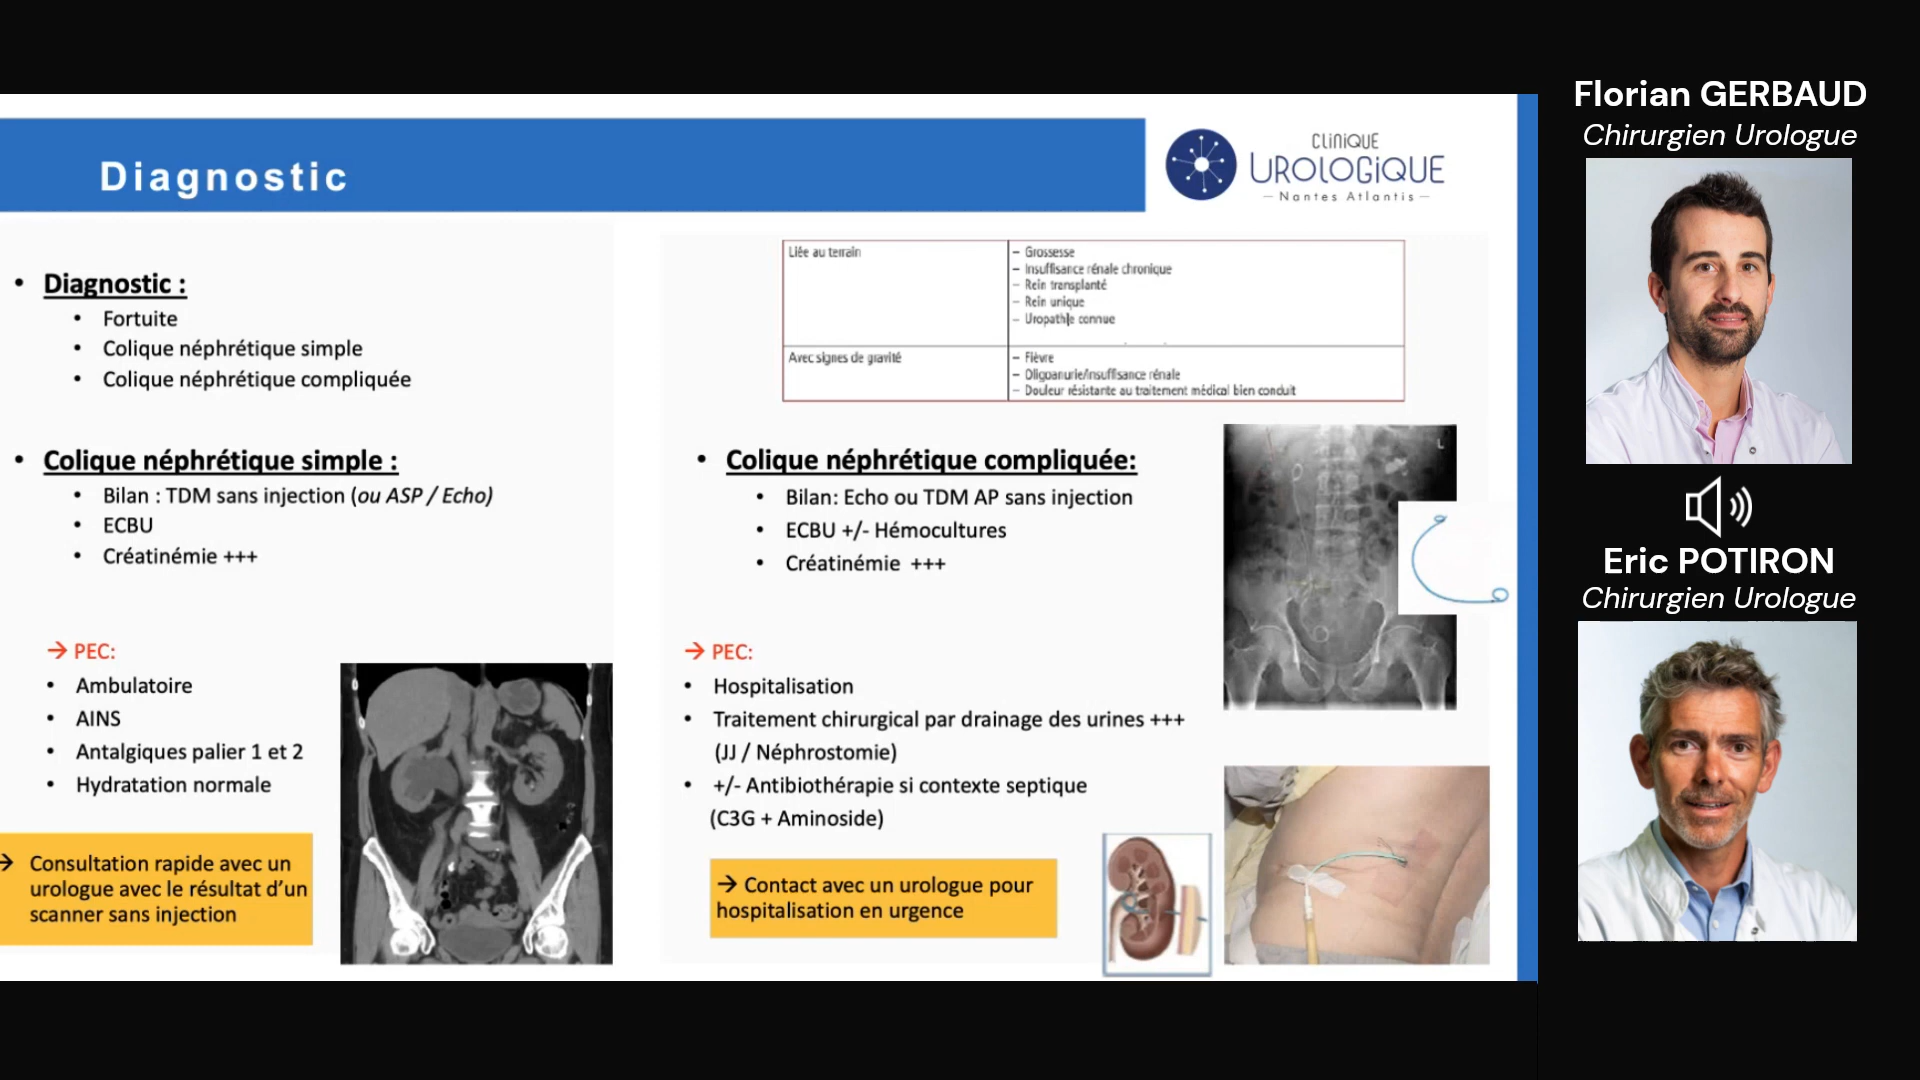 Diagnostic
CLINIQUE
UROLOGIQUE
– Nantes Atlantis –
• Diagnostic :
• Fortuite
• Colique néphrétique simple
• Colique néphrétique compliquée
• Colique néphrétique simple :
• Bilan : TDM sans injection (ou ASP / Echo)
• ECBU
• Créatinémie +++
→ PEC:
• Ambulatoire
• AINS
• Antalgiques palier 1 et 2
• Hydratation normale
→ Consultation rapide avec un
urologue avec le résultat d’un
scanner sans injection
Liée au terrain
– Grossesse
– Insuffisance rénale chronique
– Rein transplanté
– Rein unique
– Uropathie connue
Avec signes de gravité
– Fièvre
– Oligoanurie/insuffisance rénale
– Douleur résistante au traitement médical bien conduit
• Colique néphrétique compliquée:
• Bilan: Echo ou TDM AP sans injection
• ECBU +/- Hémocultures
• Créatinémie +++
→ PEC:
• Hospitalisation
• Traitement chirurgical par drainage des urines +++
(JJ / Néphrostomie)
• +/- Antibiothérapie si contexte septique
(C3G + Aminoside)
→ Contact avec un urologue pour
hospitalisation en urgence
L
Florian GERBAUD
Chirurgien Urologue
Eric POTIRON
Chirurgien Urologue